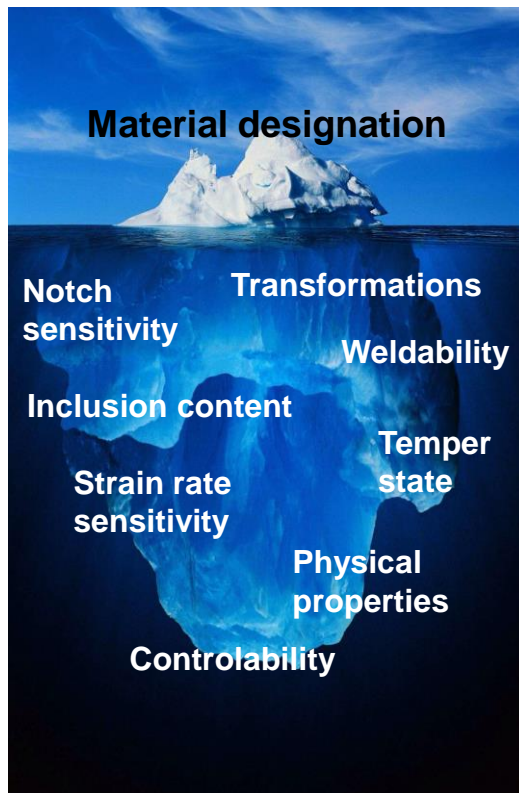 Material designation
Notch
sensitivity
Transformations
Weldability
Inclusion content
Temper
state
Strain rate
sensitivity
Physical
properties
Controlability